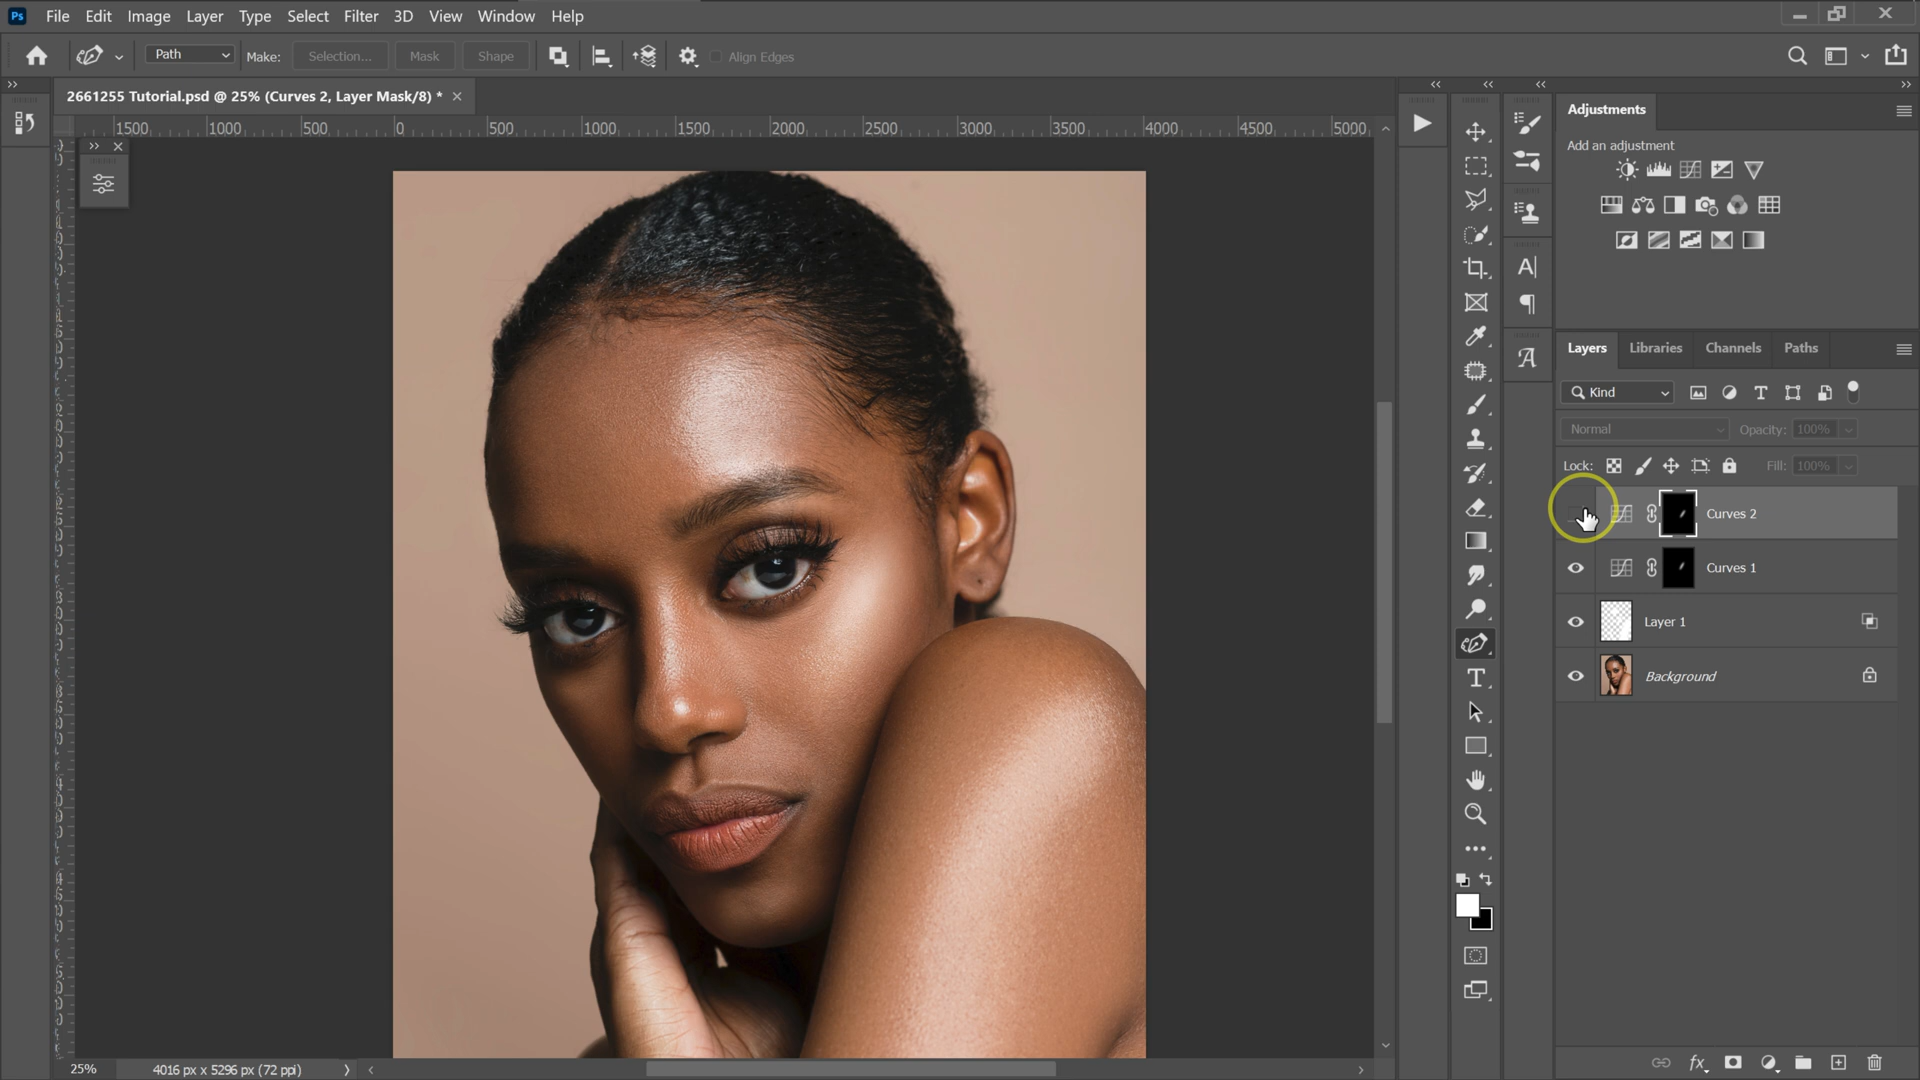 Ps File Edit Image Layer Type Select Filter 3D View Window Help
Path Make: Selection... Mask Shape Align Edges
2661255 Tutorial.psd @ 25% (Curves 2, Layer Mask/8) *
1500 1000 500 0 500 1000 1500 2000 2500 3000 3500 4000 4500 5000
Adjustments
Add an adjustment
Layers Libraries Channels Paths
Kind
Normal Opacity: 100%
Lock: Fill: 100%
Curves 2
Curves 1
Layer 1
Background
25% 4016 px x 5296 px (72 ppi)